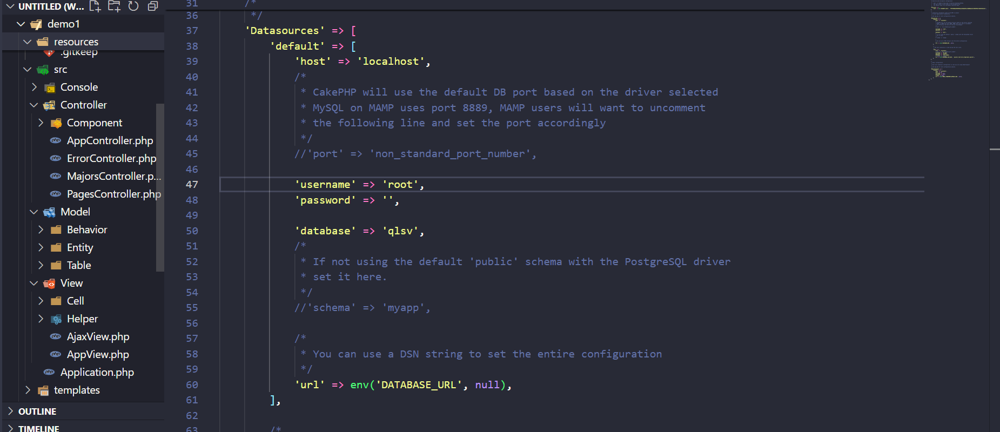 UNTITLED (W...
demo1
resources
.gitkeep
src
Console
Controller
Component
AppController.php
ErrorController.php
MajorsController.p...
PagesController.php
Model
Behavior
Entity
Table
View
Cell
Helper
AjaxView.php
AppView.php
Application.php
templates
OUTLINE
TIMELINE
31 /*
36 */
37 'Datasources' => [
38 'default' => [
39 'host' => 'localhost',
40 /*
41 * CakePHP will use the default DB port based on the driver selected
42 * MySQL on MAMP uses port 8889, MAMP users will want to uncomment
43 * the following line and set the port accordingly
44 */
45 //'port' => 'non_standard_port_number',
46
47 'username' => 'root',
48 'password' => '',
49
50 'database' => 'qlsv',
51 /*
52 * If not using the default 'public' schema with the PostgreSQL driver
53 * set it here.
54 */
55 //'schema' => 'myapp',
56
57 /*
58 * You can use a DSN string to set the entire configuration
59 */
60 'url' => env('DATABASE_URL', null),
61 ],
62
63 /*